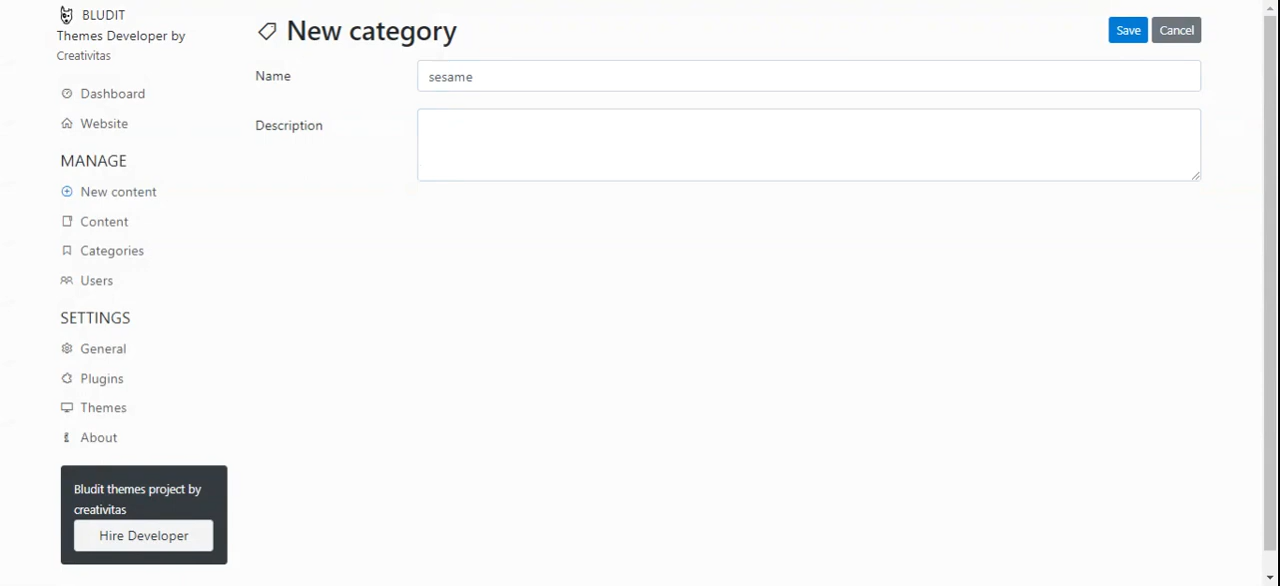 BLUDIT
Themes Developer by
Creativitas
Dashboard
Website
MANAGE
New content
Content
Categories
Users
SETTINGS
General
Plugins
Themes
About
Bludit themes project by
creativitas
Hire Developer
New category
Save
Cancel
Name
sesame
Description